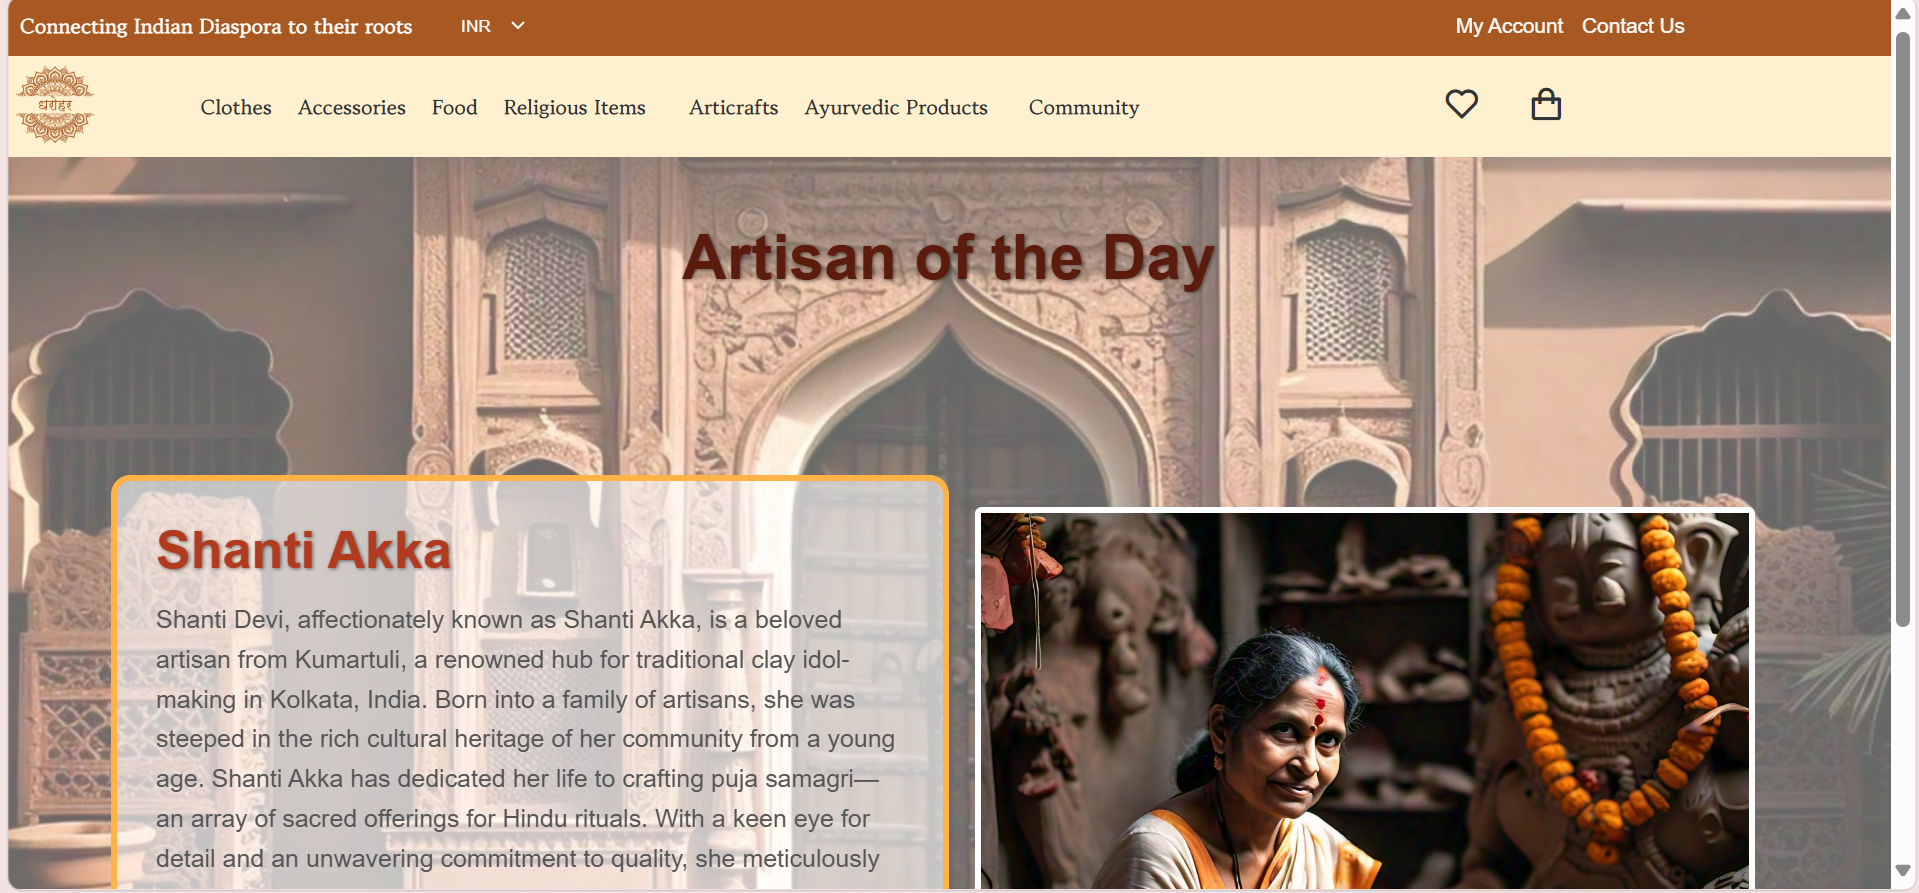 Connecting Indian Diaspora to their roots
INR
My Account
Contact Us
धरोहर
Clothes
Accessories
Food
Religious Items
Articrafts
Ayurvedic Products
Community
Artisan of the Day
Shanti Akka
Shanti Devi, affectionately known as Shanti Akka, is a beloved
artisan from Kumartuli, a renowned hub for traditional clay idol-
making in Kolkata, India. Born into a family of artisans, she was
steeped in the rich cultural heritage of her community from a young
age. Shanti Akka has dedicated her life to crafting puja samagri—
an array of sacred offerings for Hindu rituals. With a keen eye for
detail and an unwavering commitment to quality, she meticulously